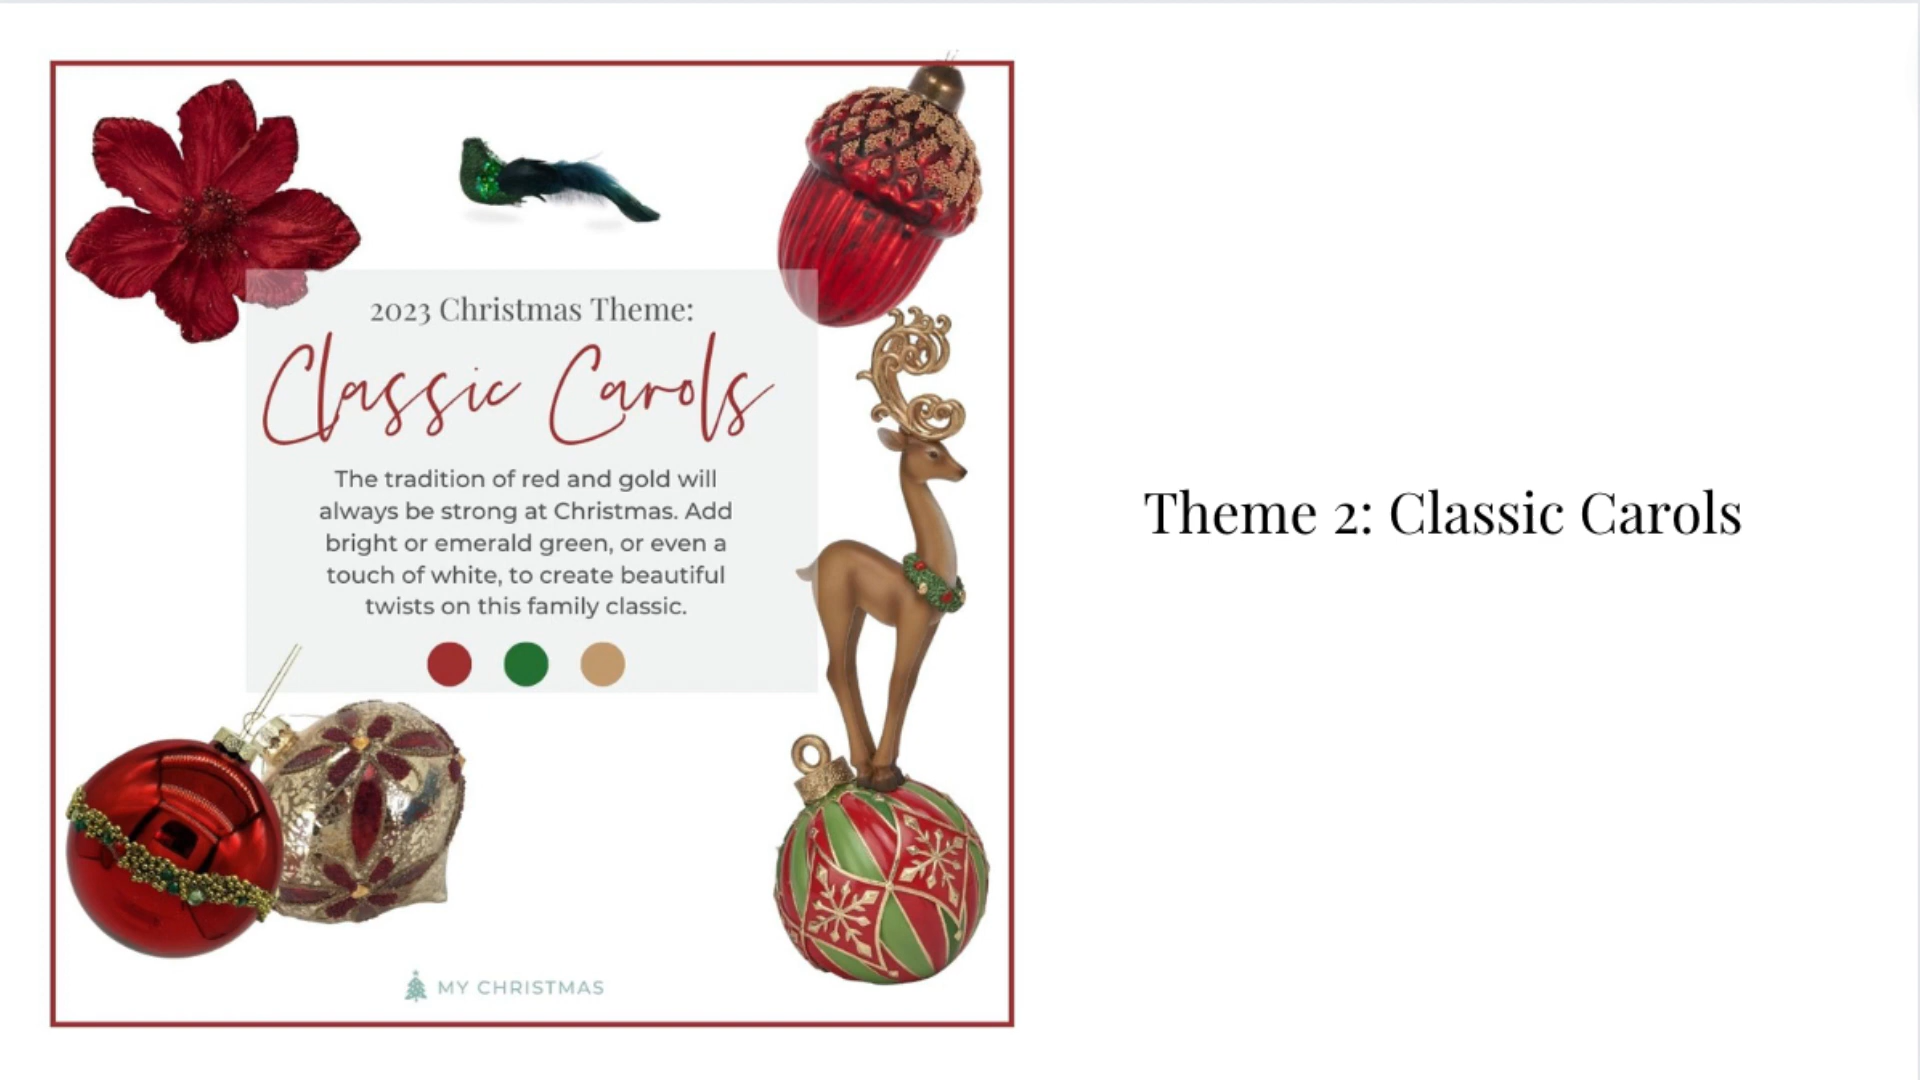 2023 Christmas Theme:
Classic Carols
The tradition of red and gold will
always be strong at Christmas. Add
bright or emerald green, or even a
touch of white, to create beautiful
twists on this family classic.
MY CHRISTMAS
Theme 2: Classic Carols